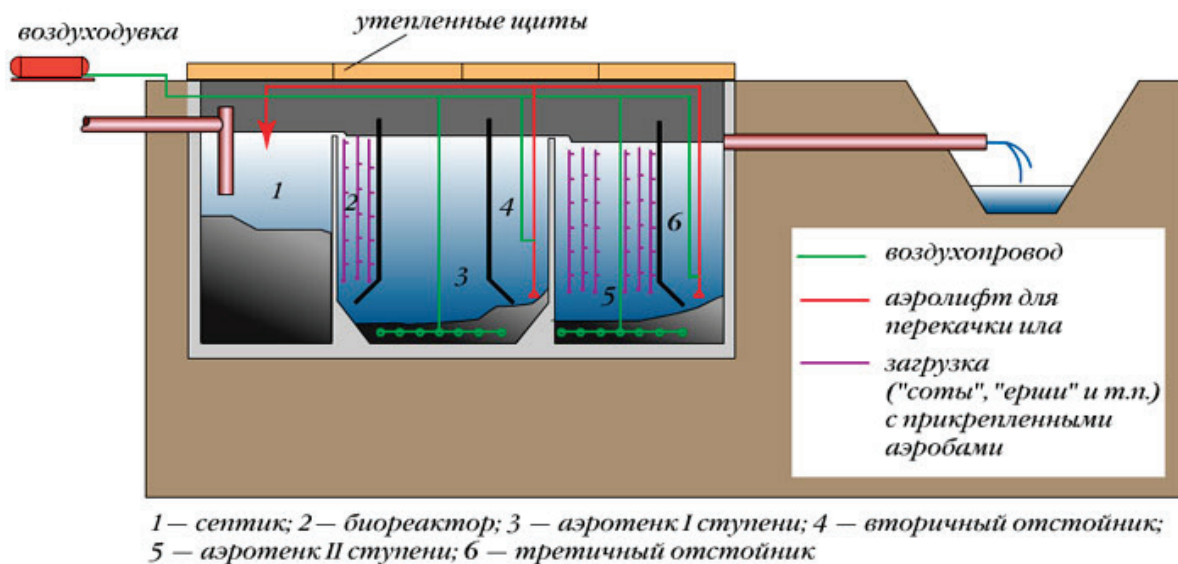 утепленные щиты
воздуходувка
1
2
3
4
5
6
воздухопровод
аэролифт для
перекачки ила
загрузка
("соты", "ерши" и т.п.)
с прикрепленными
аэробами
1 — септик; 2 — биореактор; 3 — аэротенк I ступени; 4 — вторичный отстойник;
5 — аэротенк II ступени; 6 — третичный отстойник